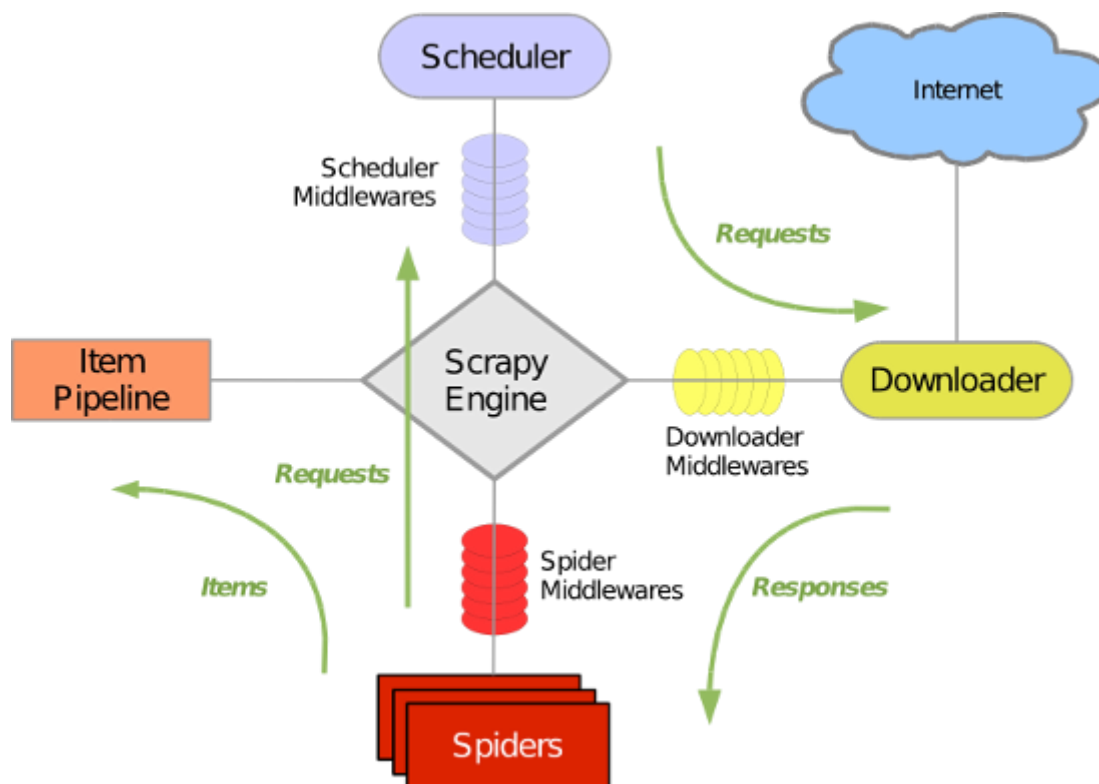 Scheduler
Internet
Scheduler
Middlewares
Requests
Item
Pipeline
Scrapy
Engine
Downloader
Downloader
Middlewares
Requests
Items
Spider
Middlewares
Responses
Spiders